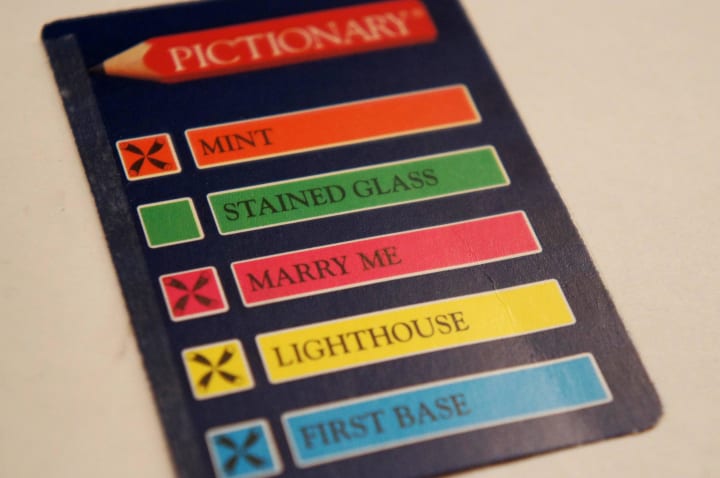 PICTIONARY®
MINT
STAINED GLASS
MARRY ME
LIGHTHOUSE
FIRST BASE